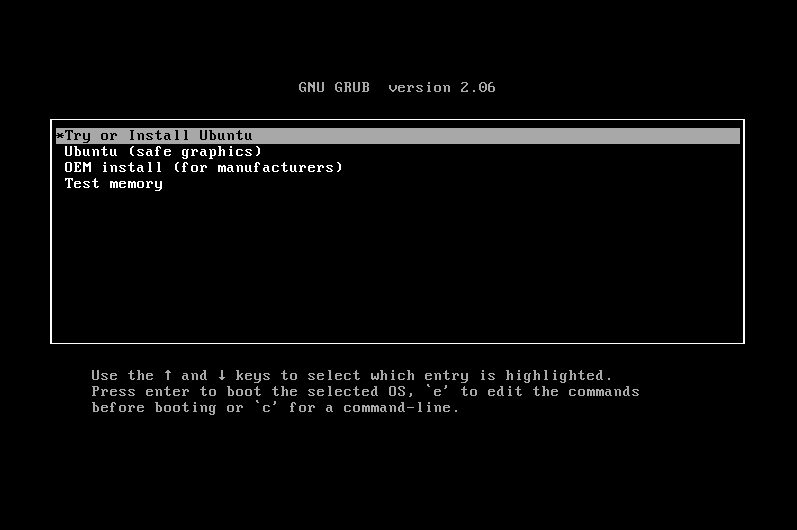 GNU GRUB  version 2.06
*Try or Install Ubuntu
Ubuntu (safe graphics)
OEM install (for manufacturers)
Test memory
Use the ↑ and ↓ keys to select which entry is highlighted.
Press enter to boot the selected OS, `e' to edit the commands
before booting or `c' for a command-line.